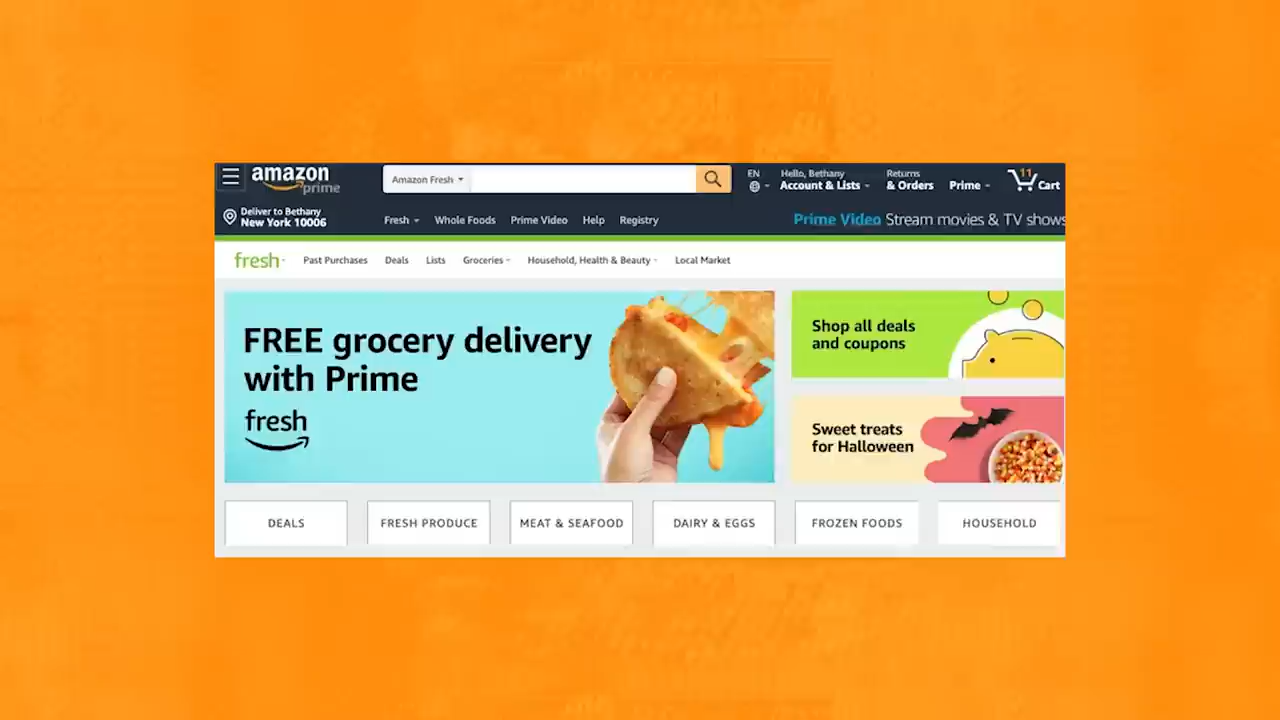 amazon
prime
Amazon Fresh
EN
Hello, Bethany
Account & Lists
Returns
& Orders
Prime
11
Cart
Deliver to Bethany
New York 10006
Fresh
Whole Foods
Prime Video
Help
Registry
Prime Video Stream movies & TV shows
fresh
Past Purchases
Deals
Lists
Groceries
Household, Health & Beauty
Local Market
FREE grocery delivery
with Prime
fresh
Shop all deals
and coupons
Sweet treats
for Halloween
DEALS
FRESH PRODUCE
MEAT & SEAFOOD
DAIRY & EGGS
FROZEN FOODS
HOUSEHOLD